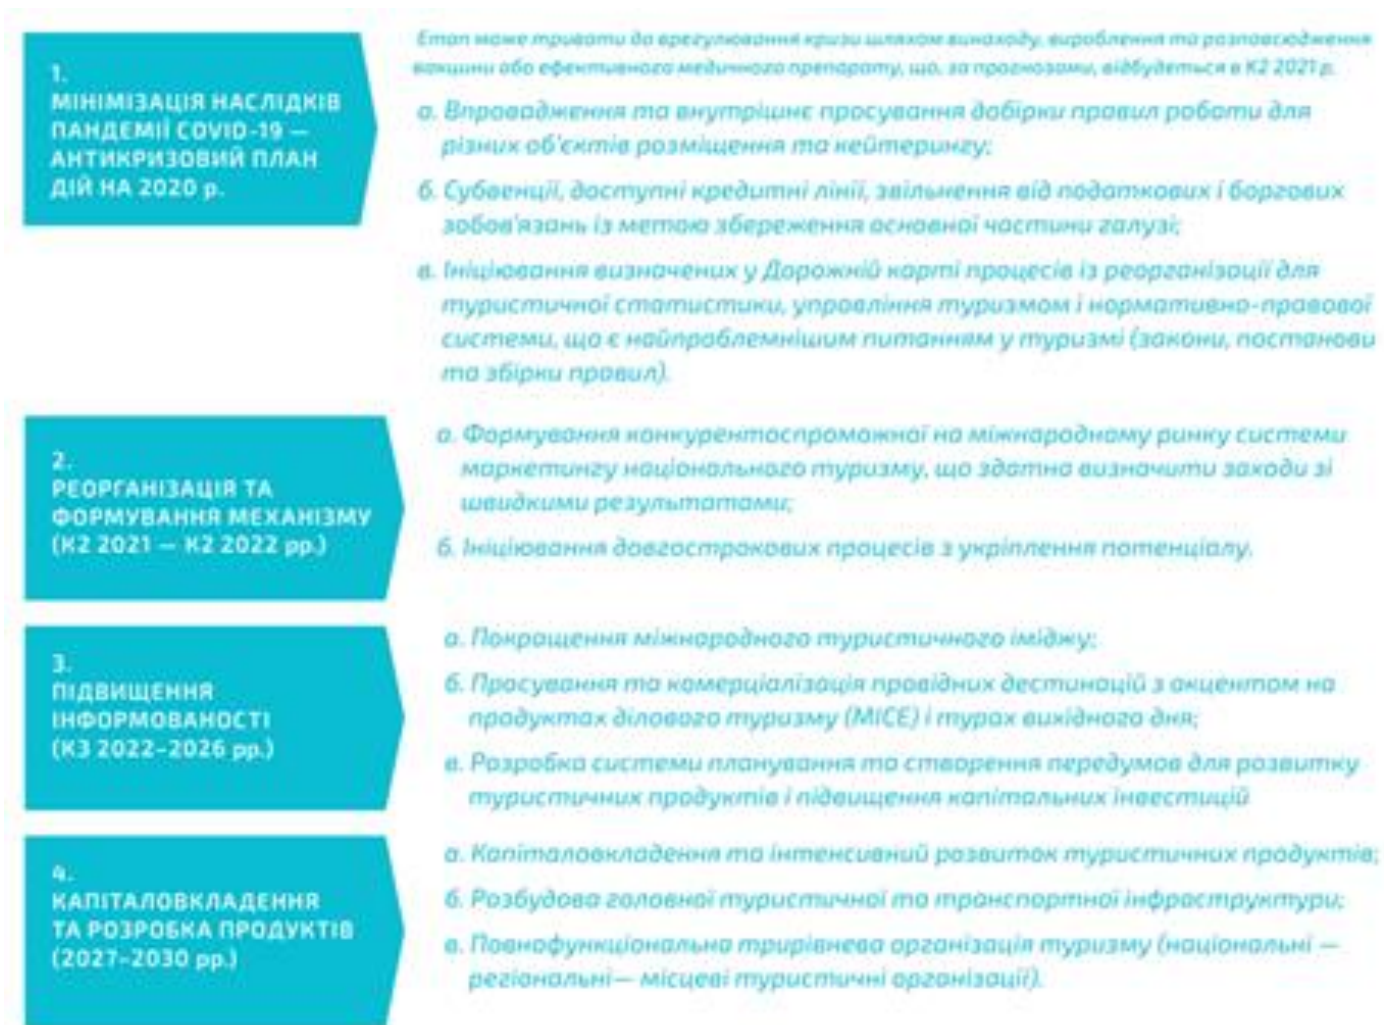 1.
МІНІМІЗАЦІЯ НАСЛІДКІВ
ПАНДЕМІЇ COVID-19 —
АНТИКРИЗОВИЙ ПЛАН
ДІЙ НА 2020 р.
Етап може тривати до врегулювання кризи шляхом винаходу, вироблення та розповсюдження
вакцини або ефективного медичного препарату, що, за прогнозами, відбудеться в К2 2021 р.
а. Впровадження та внутрішнє просування добірки правил роботи для
різних об'єктів розміщення та кейтерингу;
б. Субвенції, доступні кредитні лінії, звільнення від податкових і боргових
зобов'язань із метою збереження основної частини галузі;
в. Ініціювання визначених у Дорожній карті процесів із реорганізації для
туристичної статистики, управління туризмом і нормативно-правової
системи, що є найпроблемнішим питанням у туризмі (закони, постанови
та збірки правил).
2.
РЕОРГАНІЗАЦІЯ ТА
ФОРМУВАННЯ МЕХАНІЗМУ
(К2 2021 — К2 2022 рр.)
а. Формування конкурентоспроможної на міжнародному ринку системи
маркетингу національного туризму, що здатна визначити заходи зі
швидкими результатами;
б. Ініціювання довгострокових процесів з укріплення потенціалу.
3.
ПІДВИЩЕННЯ
ІНФОРМОВАНОСТІ
(К3 2022–2026 рр.)
а. Покращення міжнародного туристичного іміджу;
б. Просування та комерціалізація провідних дестинацій з акцентом на
продуктах ділового туризму (MICE) і турах вихідного дня;
в. Розробка системи планування та створення передумов для розвитку
туристичних продуктів і підвищення капітальних інвестицій
4.
КАПІТАЛОВКЛАДЕННЯ
ТА РОЗРОБКА ПРОДУКТІВ
(2027–2030 рр.)
а. Капіталовкладення та інтенсивний розвиток туристичних продуктів;
б. Розбудова головної туристичної та транспортної інфраструктури;
в. Повнофункціональна трирівнева організація туризму (національні —
регіональні— місцеві туристичні організації).